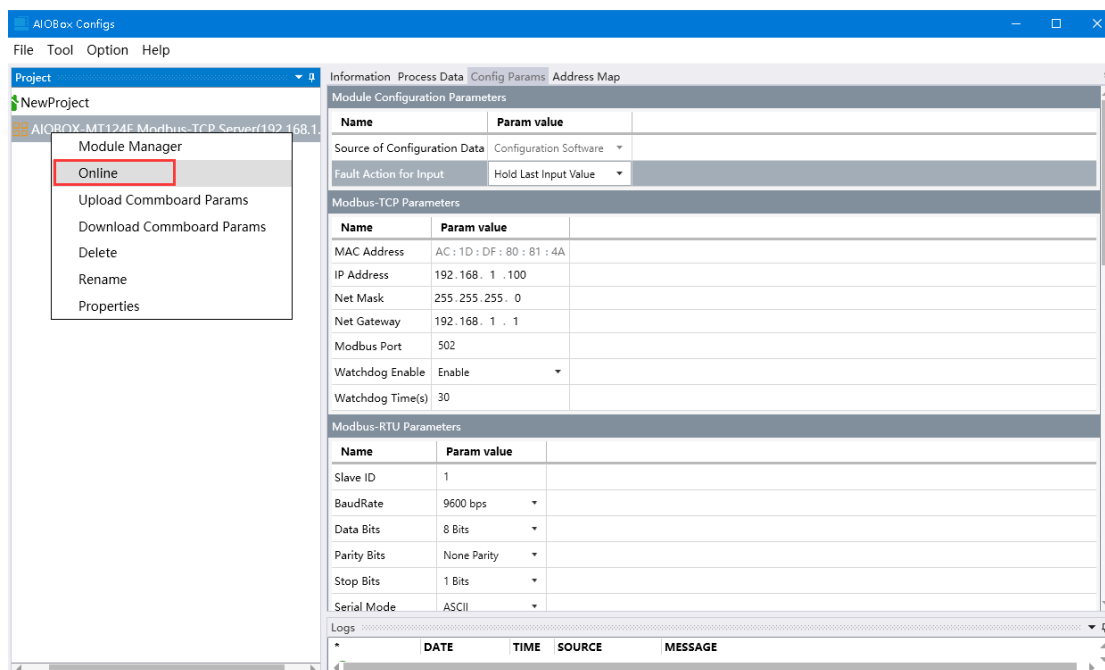 AIOBox Configs
File Tool Option Help
Project
NewProject
AIOBOX-MT124E Modbus-TCP Server(192.168.1.
Module Manager
Online
Upload Commboard Params
Download Commboard Params
Delete
Rename
Properties
Information Process Data Config Params Address Map
Module Configuration Parameters
Name Param value
Source of Configuration Data Configuration Software
Fault Action for Input Hold Last Input Value
Modbus-TCP Parameters
Name Param value
MAC Address AC : 1D : DF : 80 : 81 : 4A
IP Address 192.168. 1 .100
Net Mask 255.255.255. 0
Net Gateway 192.168. 1 . 1
Modbus Port 502
Watchdog Enable Enable
Watchdog Time(s) 30
Modbus-RTU Parameters
Name Param value
Slave ID 1
BaudRate 9600 bps
Data Bits 8 Bits
Parity Bits None Parity
Stop Bits 1 Bits
Serial Mode ASCII
Logs
* DATE TIME SOURCE MESSAGE